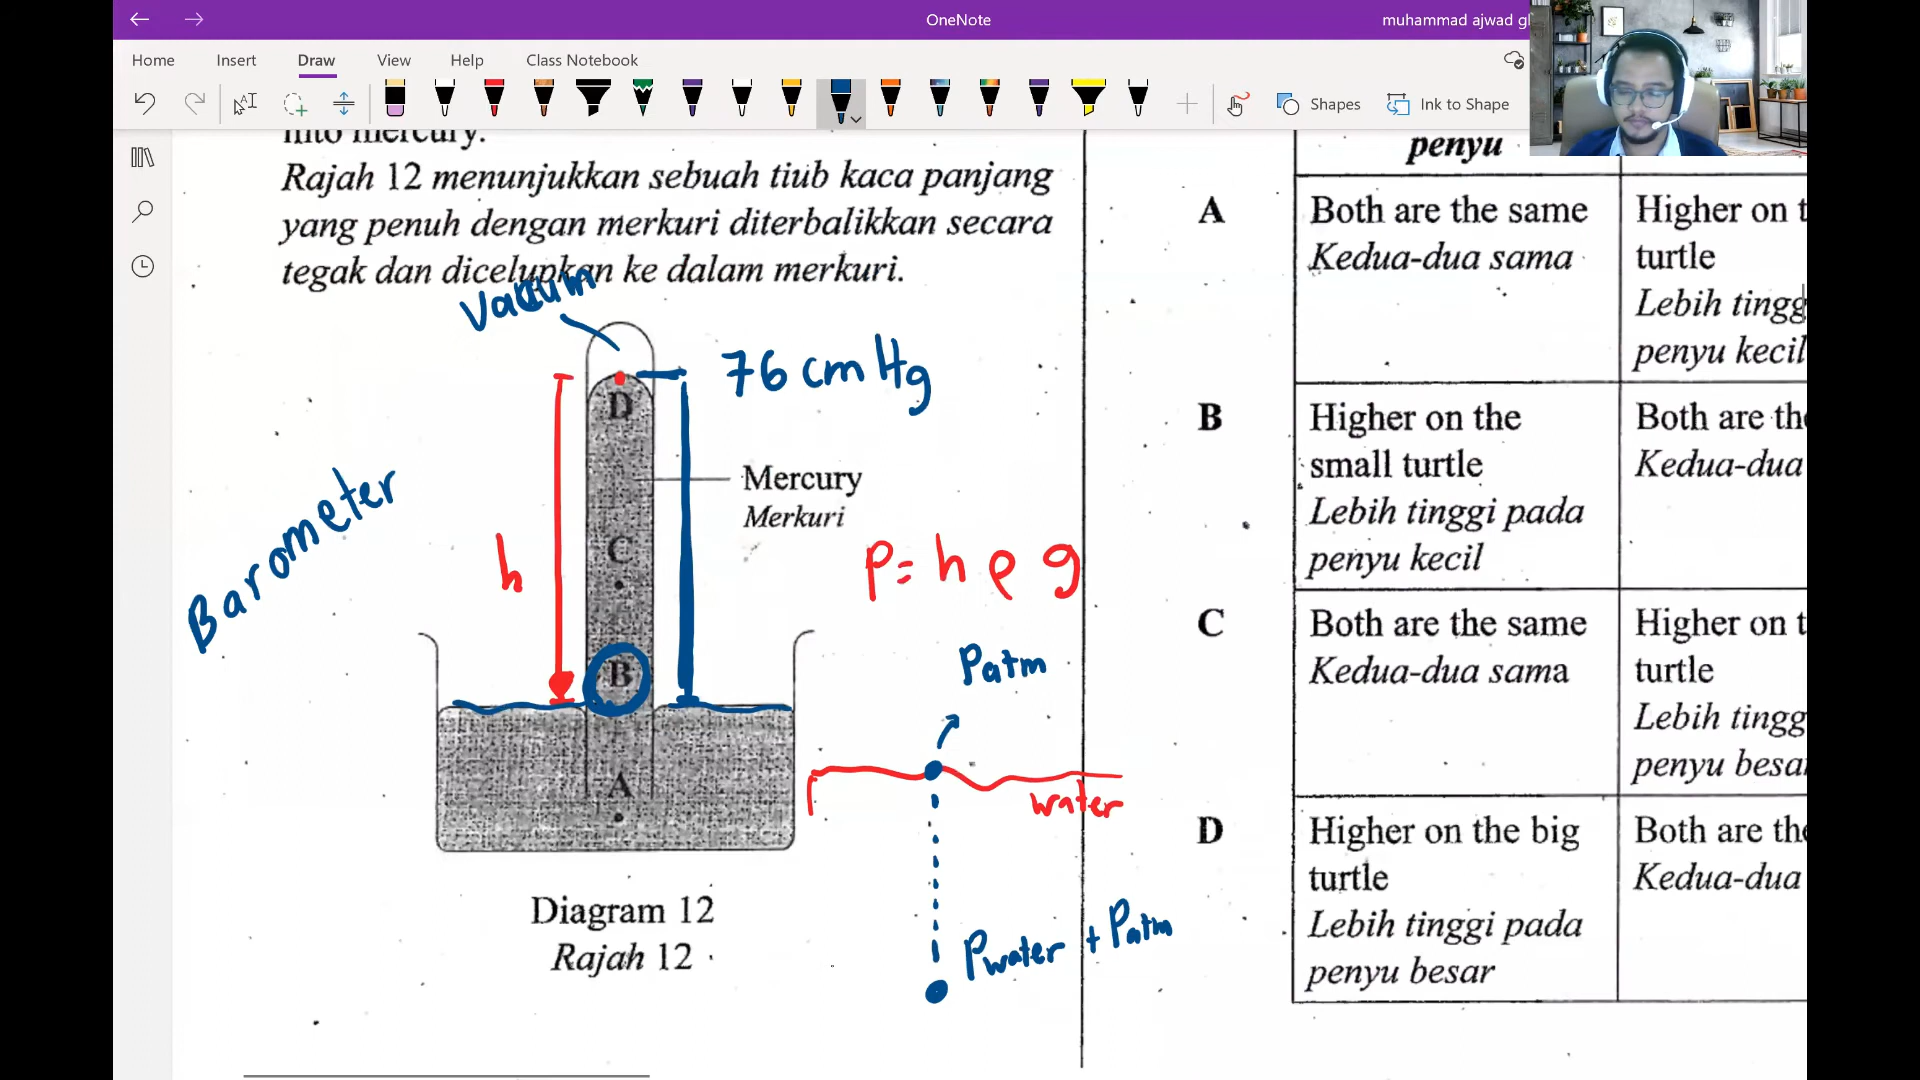 OneNote
muhammad ajwad
Home Insert Draw View Help Class Notebook
Shapes Ink to Shape
into mercury.
Rajah 12 menunjukkan sebuah tiub kaca panjang
yang penuh dengan merkuri diterbalikkan secara
tegak dan dicelupkan ke dalam merkuri.
Vacuum
76 cm Hg
D
Mercury
Merkuri
C
h
Barometer
P = h ρ g
B
Patm
A
water
Pwater + Patm
Diagram 12
Rajah 12
penyu
A
Both are the same
Kedua-dua sama
Higher on
turtle
Lebih
penyu kecil
B
Higher on the
small turtle
Lebih tinggi pada
penyu kecil
Both are
Kedua-dua
C
Both are the same
Kedua-dua sama
Higher on
turtle
Lebih
penyu
D
Higher on the big
turtle
Lebih tinggi pada
penyu besar
Both are
Kedua-dua